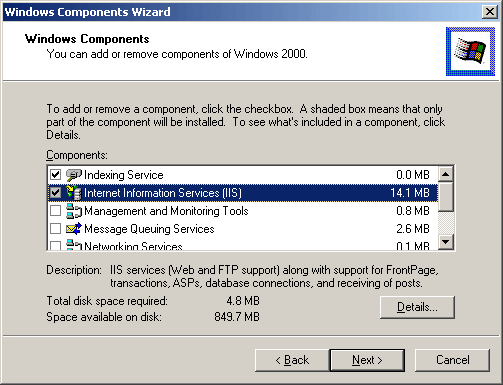 Windows Components Wizard
Windows Components
You can add or remove components of Windows 2000.
To add or remove a component, click the checkbox. A shaded box means that only
part of the component will be installed. To see what's included in a component, click
Details.
Components:
Indexing Service 0.0 MB
Internet Information Services (IIS) 14.1 MB
Management and Monitoring Tools 0.8 MB
Message Queuing Services 2.6 MB
Networking Services 0.1 MB
Description: IIS services (Web and FTP support) along with support for FrontPage,
transactions, ASPs, database connections, and receiving of posts.
Total disk space required: 4.8 MB
Space available on disk: 849.7 MB
Details...
< Back Next > Cancel